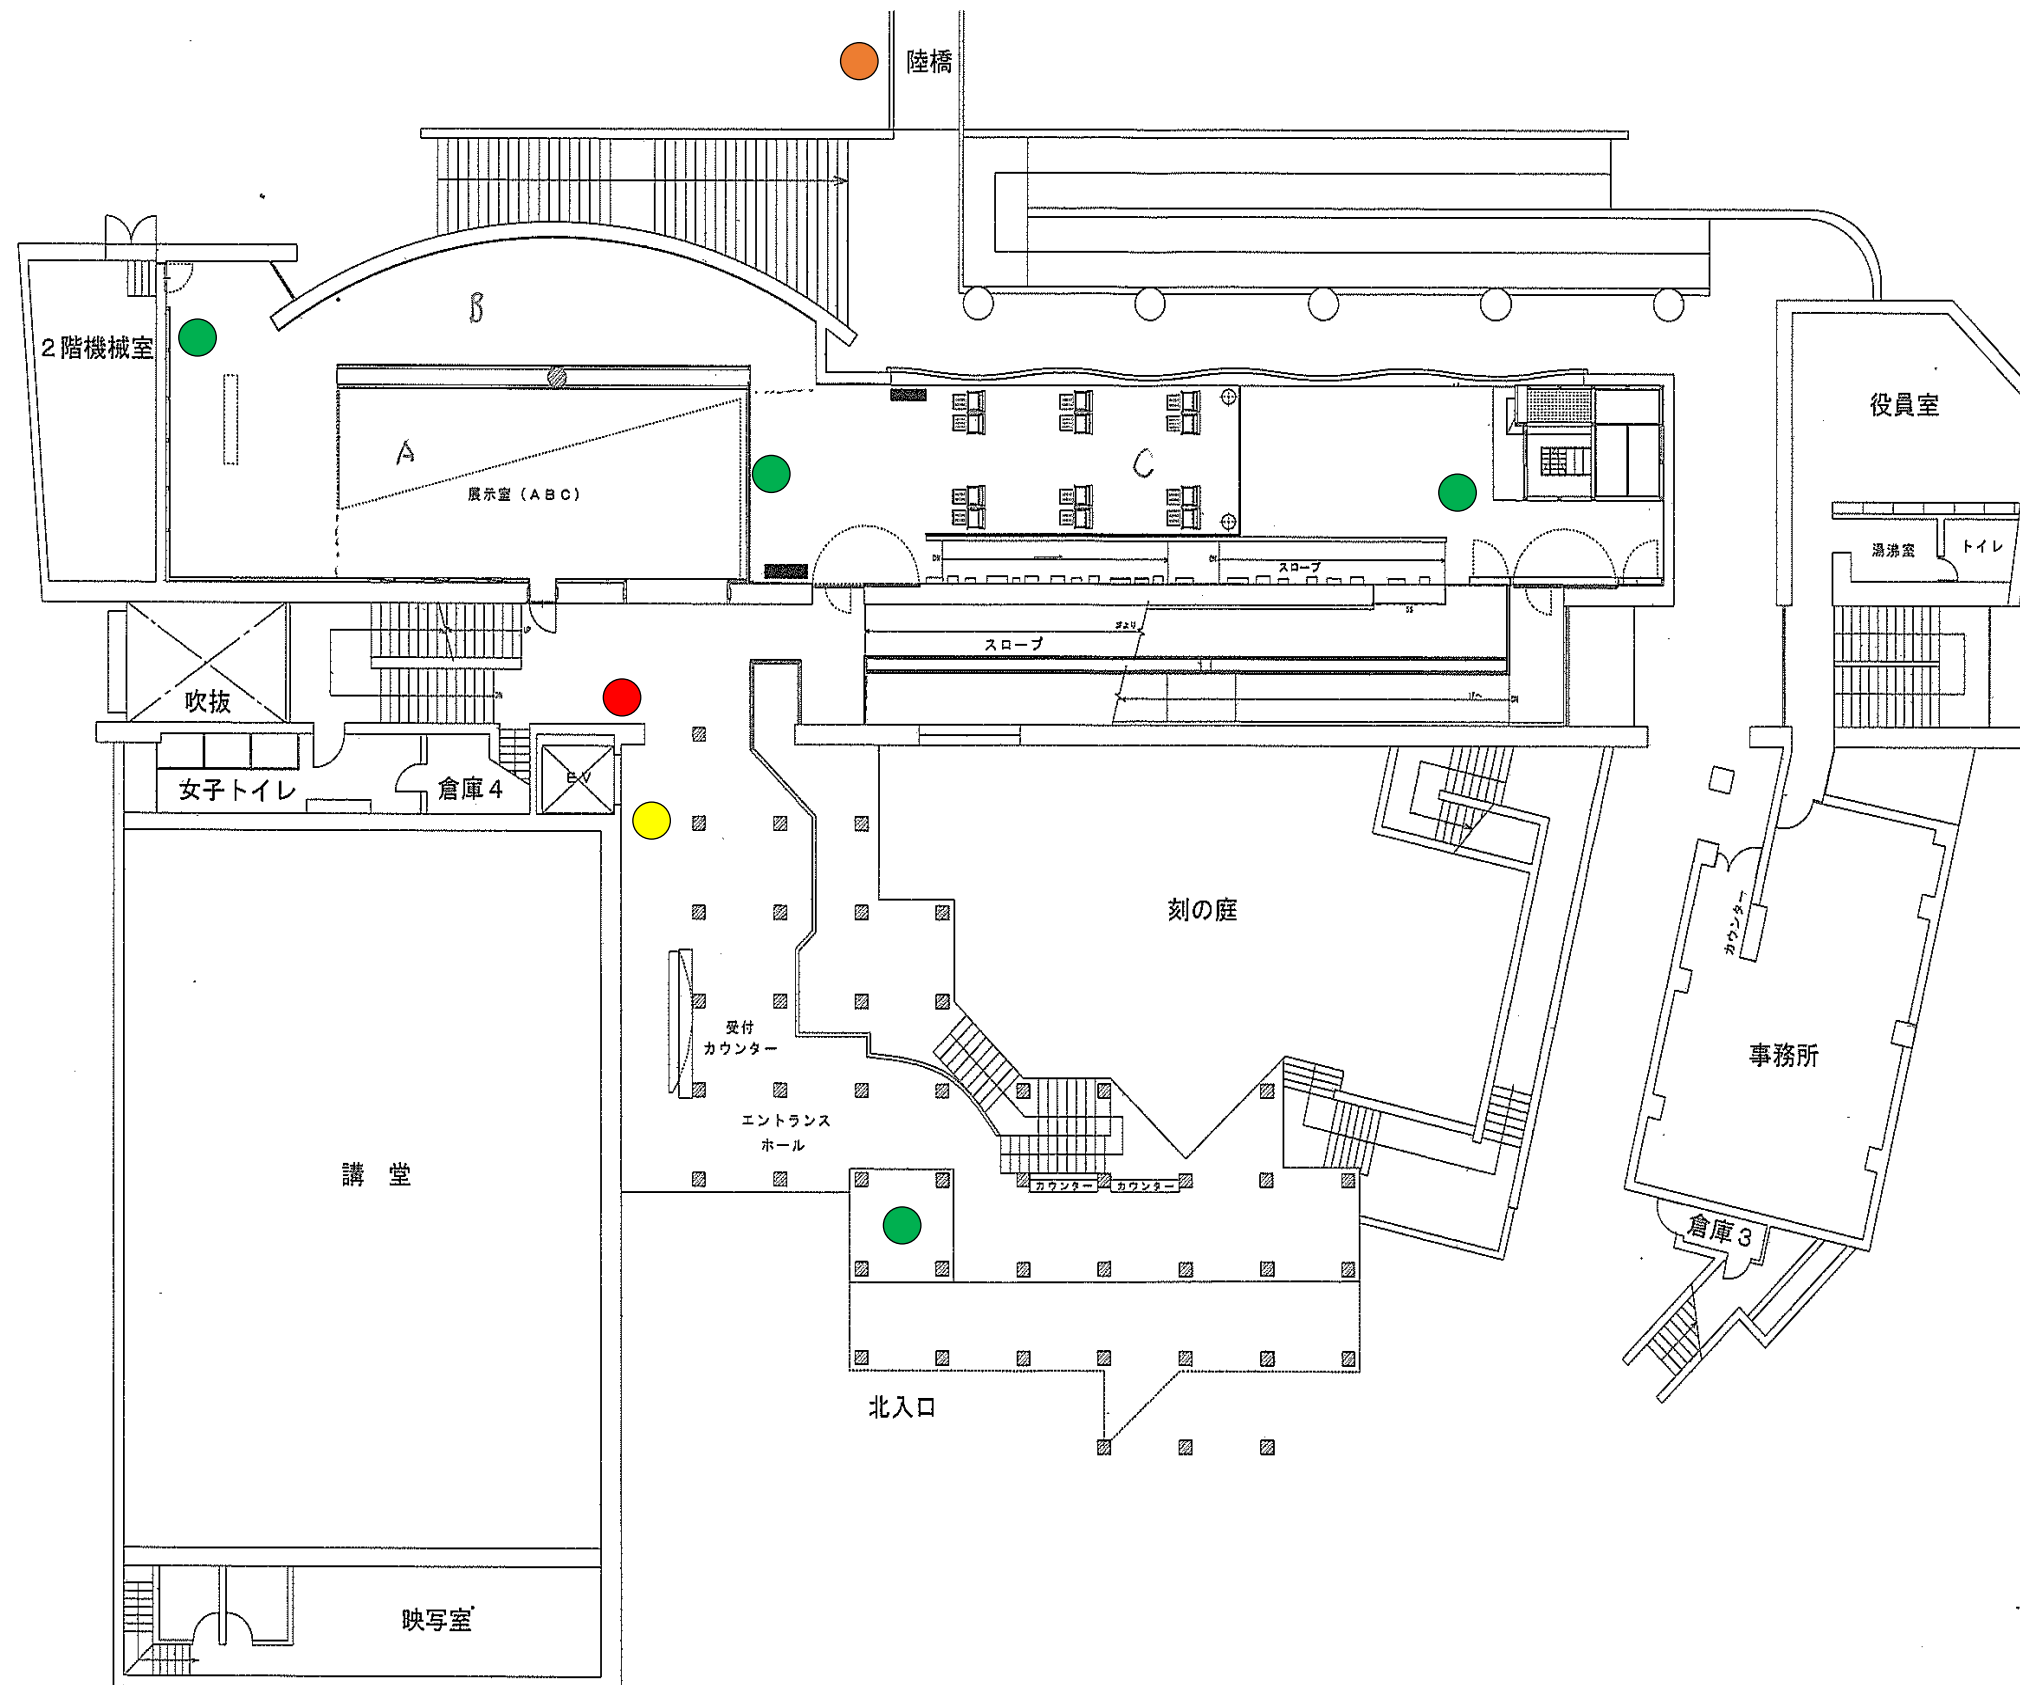 陸橋
B
2階機械室
役員室
A
C
展示室（ABC）
湯沸室
トイレ
スロープ
スロープ
吹抜
女子トイレ
倉庫4
EV
刻の庭
カウンター
受付
カウンター
事務所
エントランス
ホール
講 堂
カウンター
カウンター
倉庫3
北入口
映写室